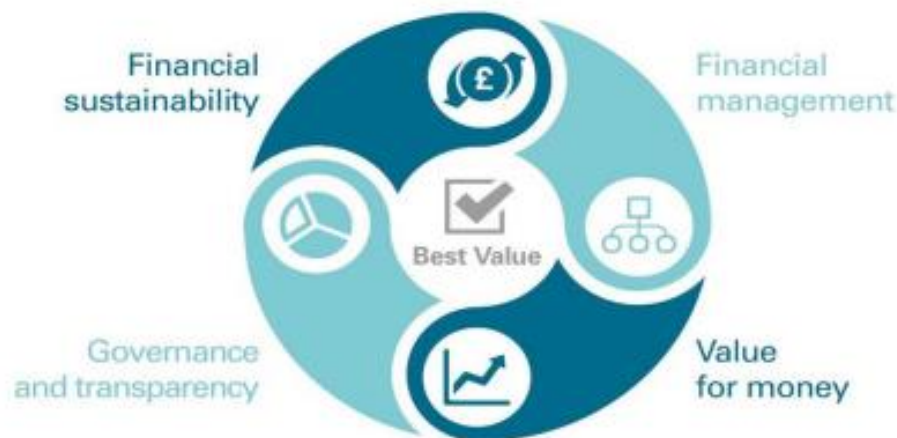 Financial
sustainability
£
Financial
management
Best Value
Governance
and transparency
Value
for money